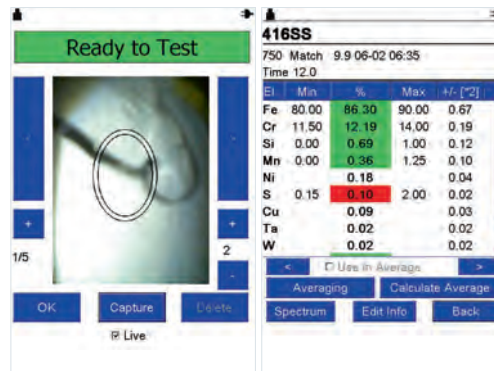 Ready to Test
-
-
+
+
1/5
2
-
OK Capture Delete
Live
416SS
750 Match 9.9 06-02 06:35
Time 12.0
El Min % Max +/- [*2]
Fe 80.00 86.30 90.00 0.67
Cr 11.50 12.19 14.00 0.19
Si 0.00 0.69 1.00 0.12
Mn 0.00 0.36 1.25 0.10
Ni 0.18 0.04
S 0.15 0.10 2.00 0.02
Cu 0.09 0.03
Ta 0.02 0.02
W 0.02 0.02
< Use in Average >
Averaging Calculate Average
Spectrum Edit Info Back